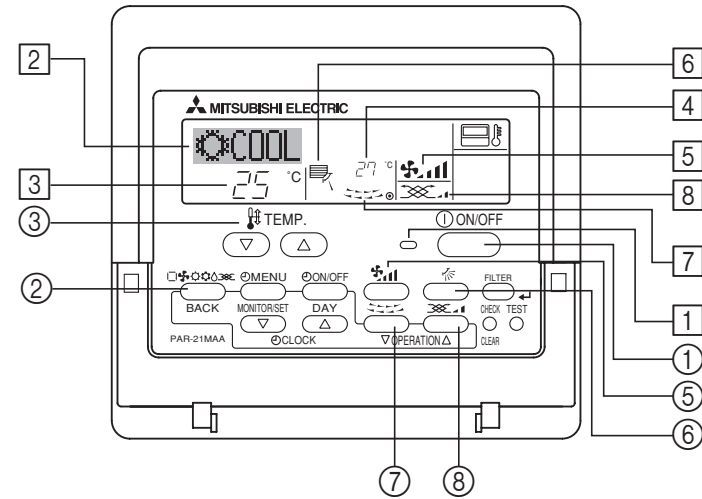 2
6
4
MITSUBISHI ELECTRIC
COOL
27 °C
5
3
25 °C
8
③
TEMP.
ON/OFF
7
②
MENU
ON/OFF
FILTER
BACK
MONITOR/SET
DAY
CHECK
TEST
1
PAR-21MAA
CLOCK
OPERATION
CLEAR
①
⑤
⑥
⑦
⑧